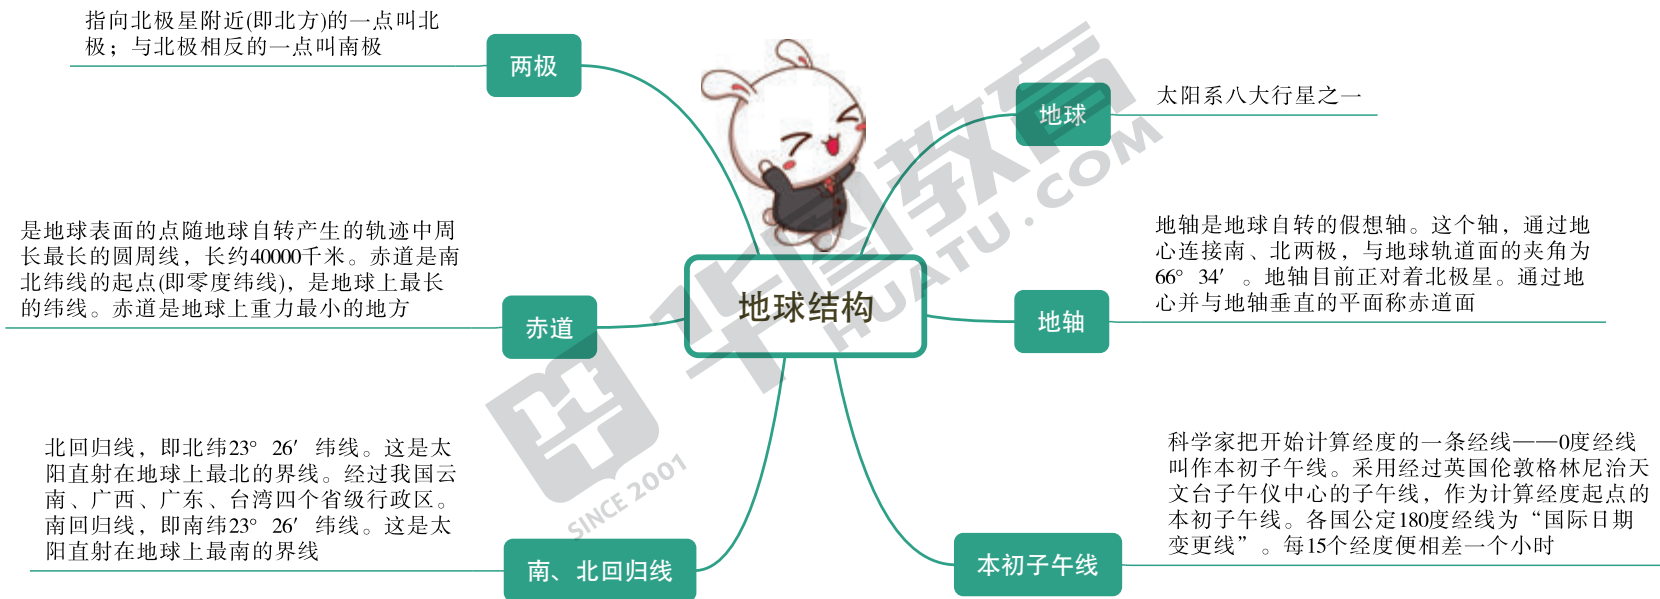 指向北极星附近(即北方)的一点叫北
极；与北极相反的一点叫南极
两极
地球
太阳系八大行星之一
是地球表面的点随地球自转产生的轨迹中周
长最长的圆周线，长约40000千米。赤道是南
北纬线的起点(即零度纬线)，是地球上最长
的纬线。赤道是地球上重力最小的地方
赤道
地球结构
地轴
地轴是地球自转的假想轴。这个轴，通过地
心连接南、北两极，与地球轨道面的夹角为
66°34′。地轴目前正对着北极星。通过地
心并与地轴垂直的平面称赤道面
北回归线，即北纬23°26′纬线。这是太
阳直射在地球上最北的界线。经过我国云
南、广西、广东、台湾四个省级行政区。
南回归线，即南纬23°26′纬线。这是太
阳直射在地球上最南的界线
南、北回归线
本初子午线
科学家把开始计算经度的一条经线——0度经线
叫作本初子午线。采用经过英国伦敦格林尼治天
文台子午仪中心的子午线，作为计算经度起点的
本初子午线。各国公定180度经线为“国际日期
变更线”。每15个经度便相差一个小时
华图教育
HUATU.COM
SINCE 2001